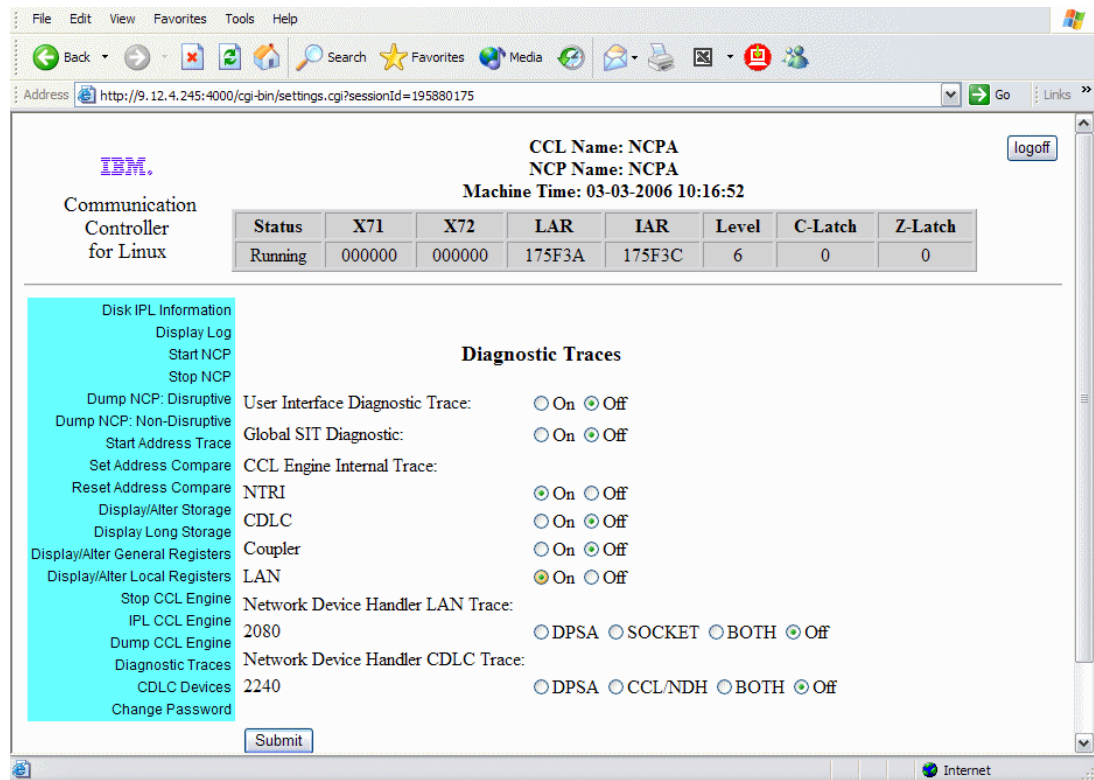 File Edit View Favorites Tools Help
Back Search Favorites Media
Address http://9.12.4.245:4000/cgi-bin/settings.cgi?sessionId=195880175 Go Links »
IBM.
Communication
Controller
for Linux
CCL Name: NCPA
NCP Name: NCPA
Machine Time: 03-03-2006 10:16:52
logoff
Status X71 X72 LAR IAR Level C-Latch Z-Latch
Running 000000 000000 175F3A 175F3C 6 0 0
Disk IPL Information
Display Log
Start NCP
Stop NCP
Dump NCP: Disruptive
Dump NCP: Non-Disruptive
Start Address Trace
Set Address Compare
Reset Address Compare
Display/Alter Storage
Display Long Storage
Display/Alter General Registers
Display/Alter Local Registers
Stop CCL Engine
IPL CCL Engine
Dump CCL Engine
Diagnostic Traces
CDLC Devices
Change Password
Diagnostic Traces
User Interface Diagnostic Trace: On Off
Global SIT Diagnostic: On Off
CCL Engine Internal Trace:
NTRI On Off
CDLC On Off
Coupler On Off
LAN On Off
Network Device Handler LAN Trace:
2080 DPSA SOCKET BOTH Off
Network Device Handler CDLC Trace:
2240 DPSA CCL/NDH BOTH Off
Submit
Internet